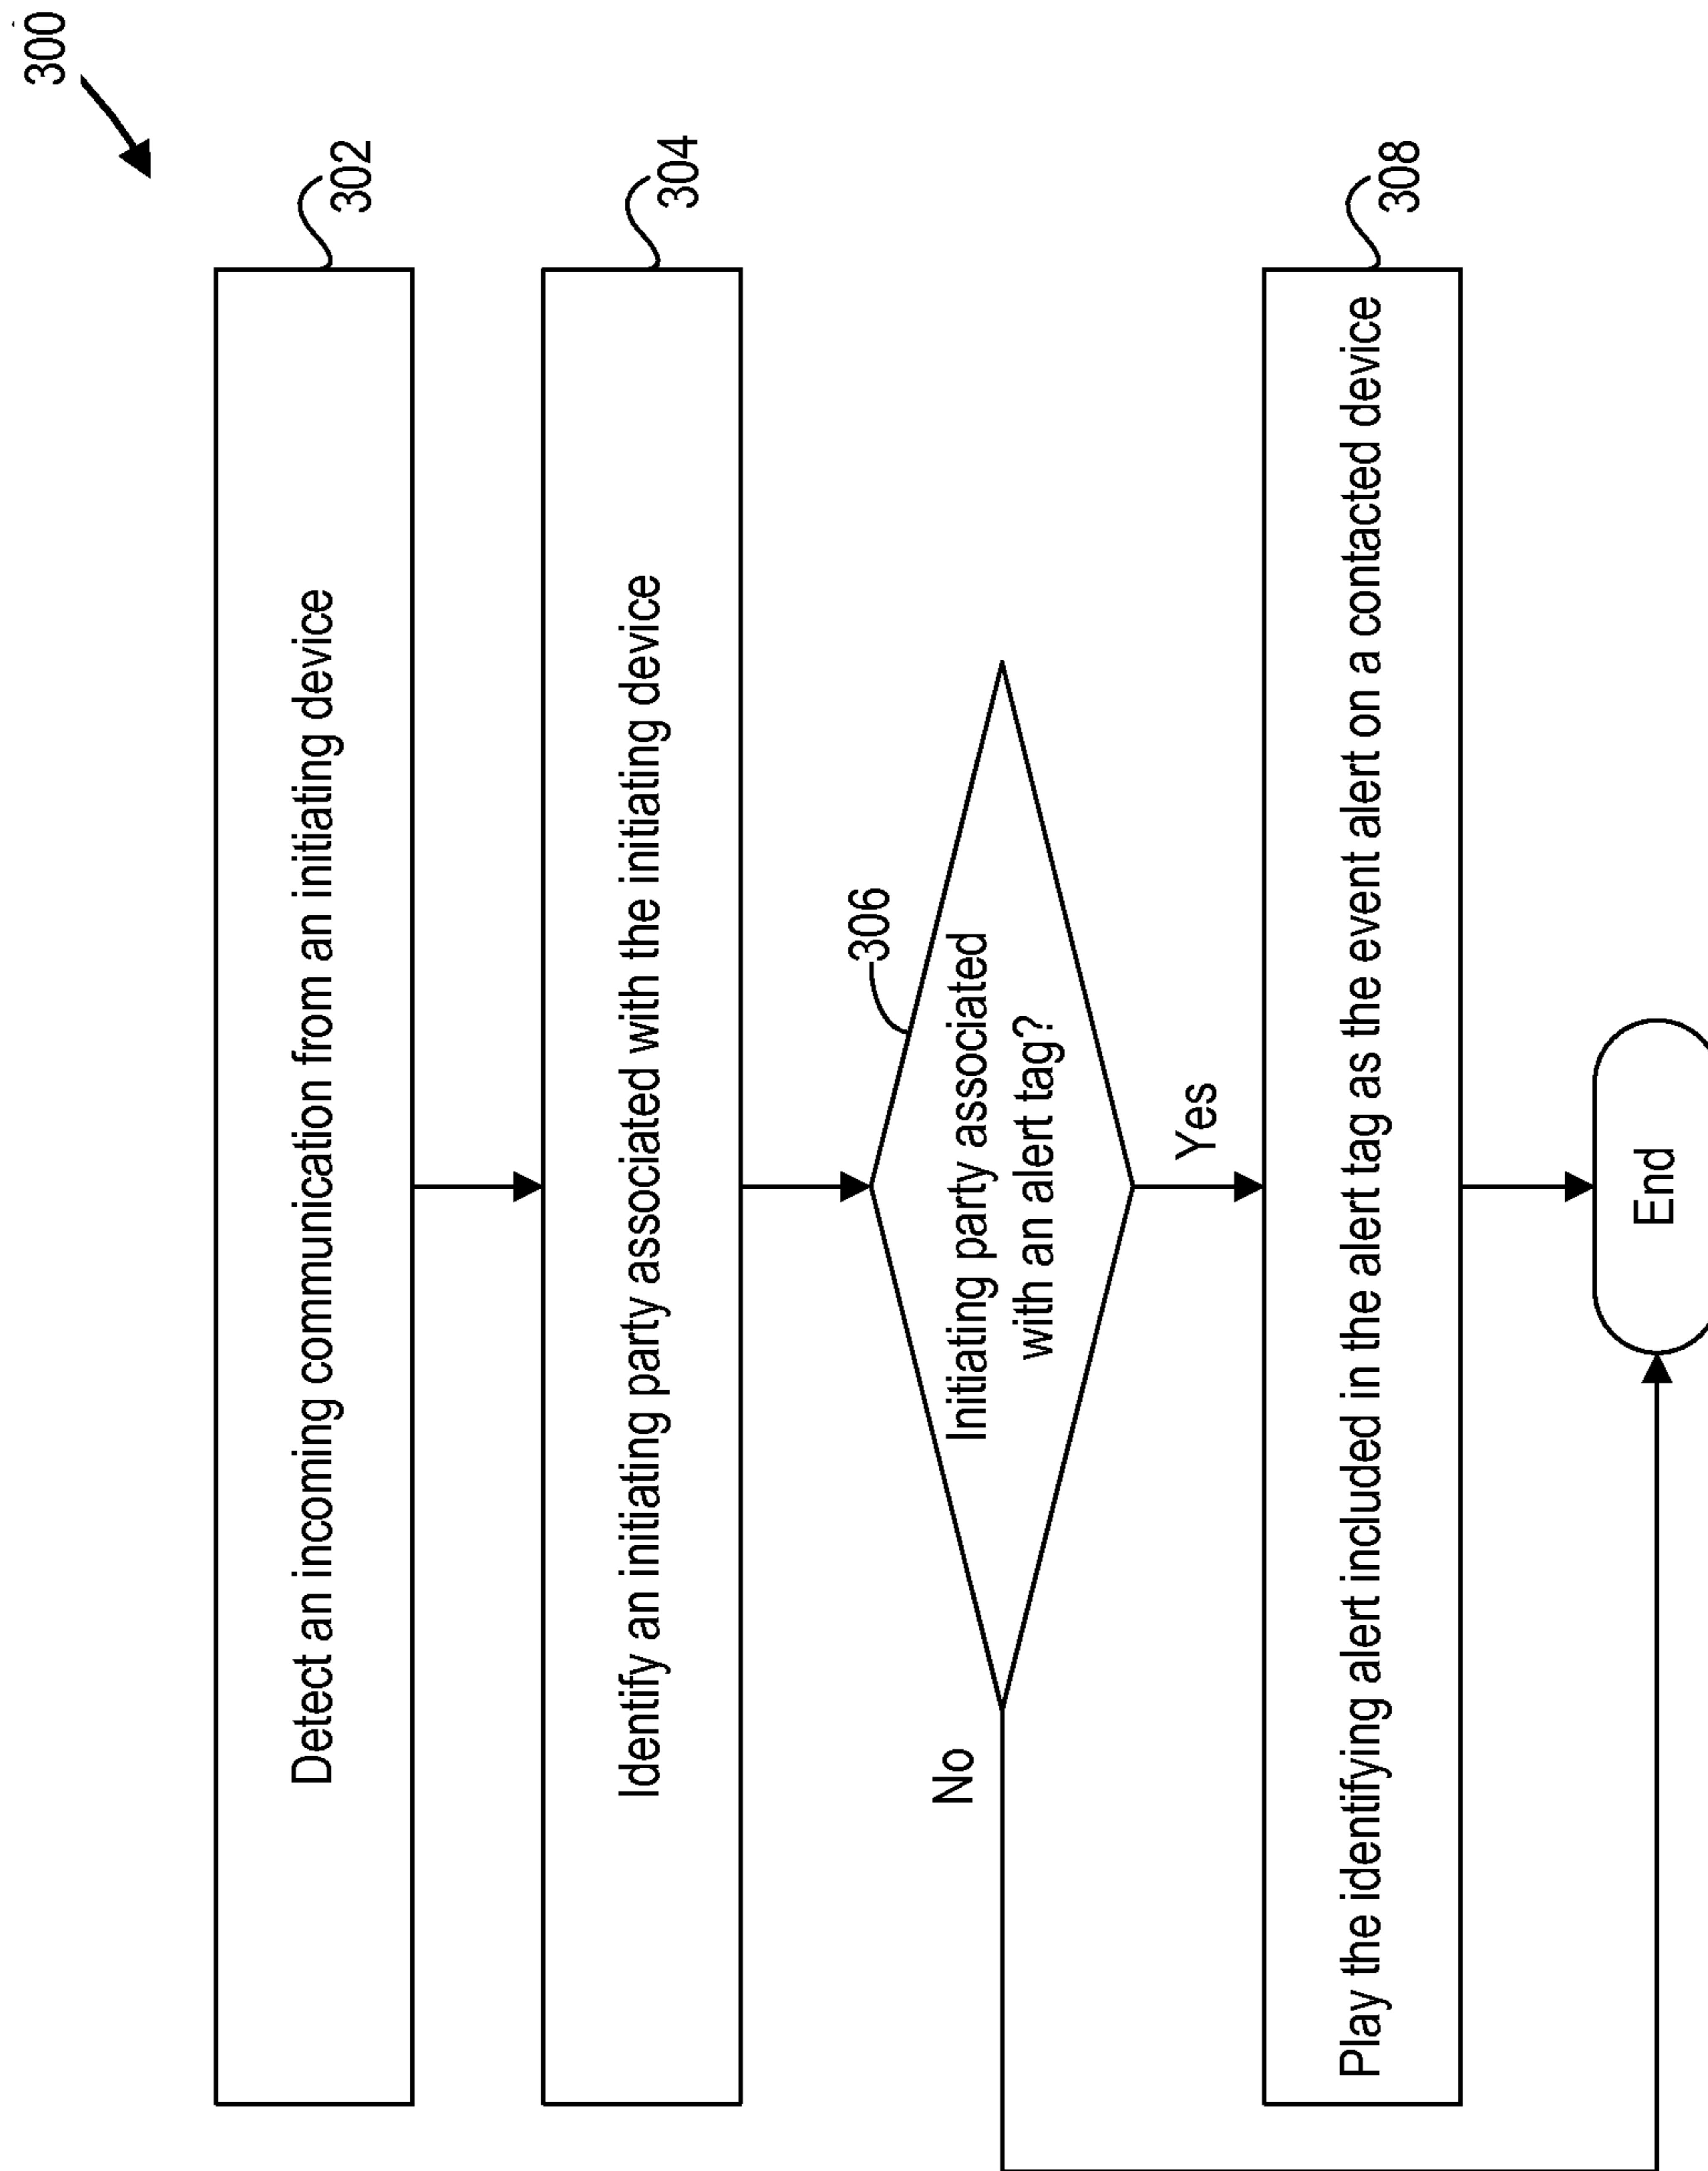 300
Detect an incoming communication from an initiating device
302
Identify an initiating party associated with the initiating device
304
306
Initiating party associated
with an alert tag?
No
Yes
Play the identifying alert included in the alert tag as the event alert on a contacted device
308
End